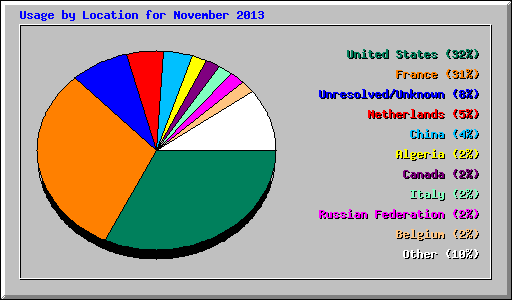 Usage by Location for November 2013
United States (32%)
France (31%)
Unresolved/Unknown (8%)
Netherlands (5%)
China (4%)
Algeria (2%)
Canada (2%)
Italy (2%)
Russian Federation (2%)
Belgium (2%)
Other (10%)